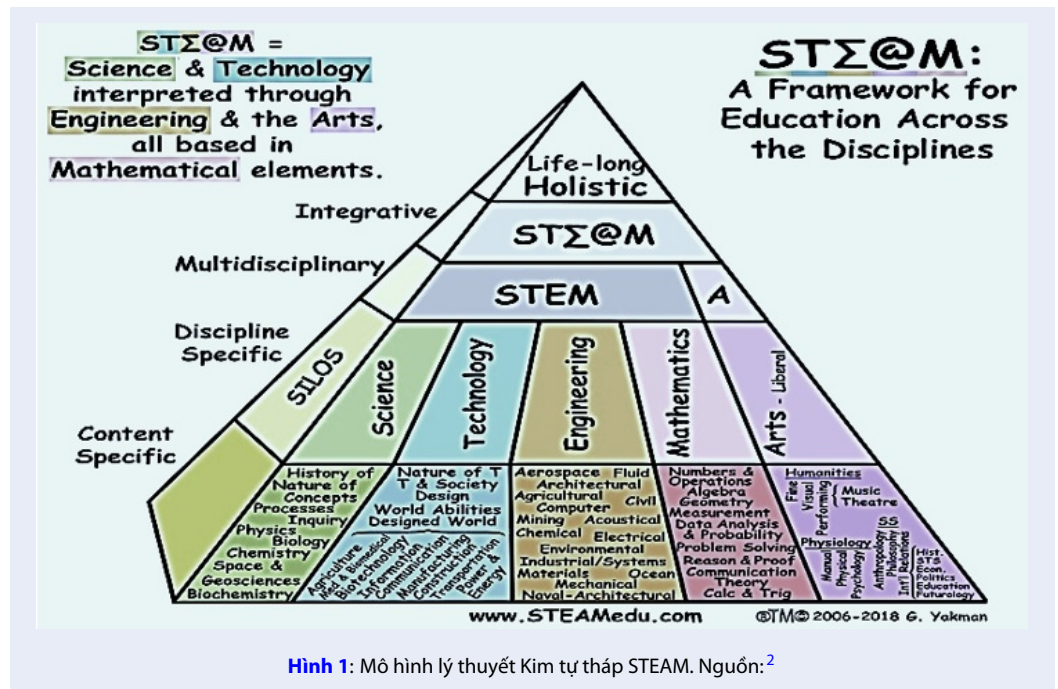 STΣ@M =
Science & Technology
interpreted through
Engineering & the Arts,
all based in
Mathematical elements.
STΣ@M:
A Framework for
Education Across
the Disciplines
Life-long
Holistic
Integrative
STΣ@M
Multidisciplinary
STEM
A
Discipline
Specific
SILOS
Science
Technology
Engineering
Mathematics
Arts - Liberal
Content
Specific
History of
Nature of
Concepts
Processes
Inquiry
Physics
Biology
Chemistry
Space &
Geosciences
Biochemistry
Nature of T
T & Society
Design
World Abilities
Designed World
Agriculture
Med & Biomedical
Biotechnology
Information
Communication
Manufacturing
Construction
Transportation
Power &
Energy
Aerospace Fluid
Architectural
Agricultural Civil
Computer
Mining Acoustical
Chemical Electrical
Environmental
Industrial/Systems
Materials Ocean
Mechanical
Naval-Architectural
Numbers &
Operations
Algebra
Geometry
Measurement
Data Analysis
& Probability
Problem Solving
Reason & Proof
Communication
Theory
Calc & Trig
Humanities
Fine
Visual
Performing
Music
Theatre
Physiology
Manual
Physical
Psychology
SS
Anthropology
Philosophy
Int'l Relations
Hist.
STS
Econ.
Politics
Education
Futurology
www.STEAMedu.com
®TM© 2006-2018 G. Yakman
Hình 1: Mô hình lý thuyết Kim tự tháp STEAM. Nguồn: 2